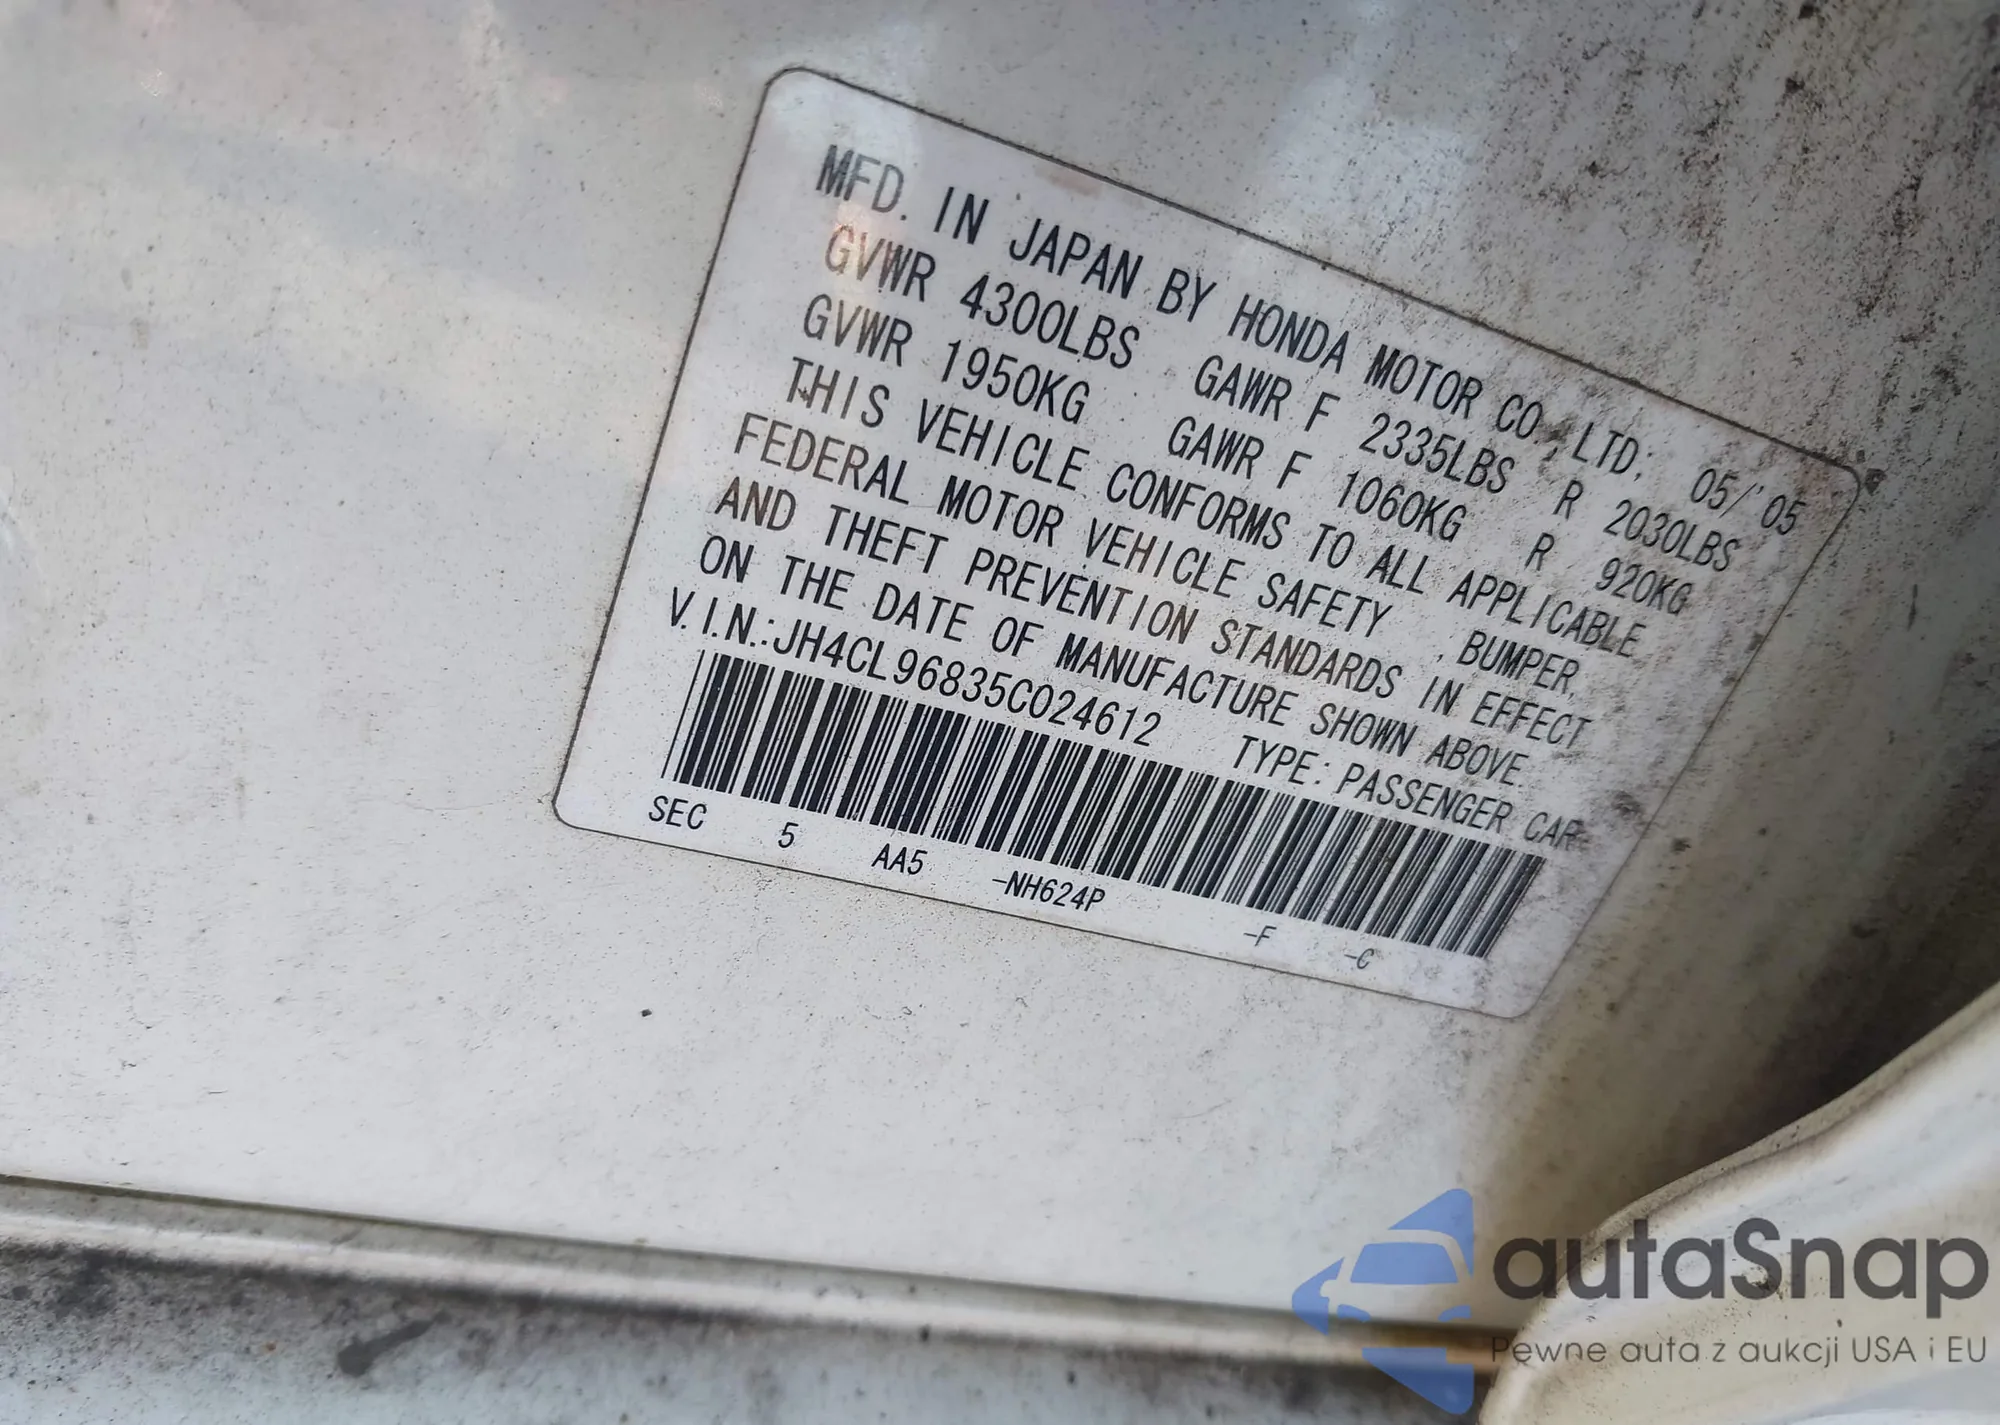 MFD. IN JAPAN BY HONDA MOTOR CO.,LTD; 05/'05
GVWR 4300LBS GAWR F 2335LBS R 2030LBS
GVWR 1950KG GAWR F 1060KG R 920KG
THIS VEHICLE CONFORMS TO ALL APPLICABLE
FEDERAL MOTOR VEHICLE SAFETY , BUMPER,
AND THEFT PREVENTION STANDARDS IN EFFECT
ON THE DATE OF MANUFACTURE SHOWN ABOVE.
V.I.N.:JH4CL96835C024612 TYPE: PASSENGER CAR
SEC 5 AA5 -NH624P -F -C
autaSnap
Pewne auta z aukcji USA i EU